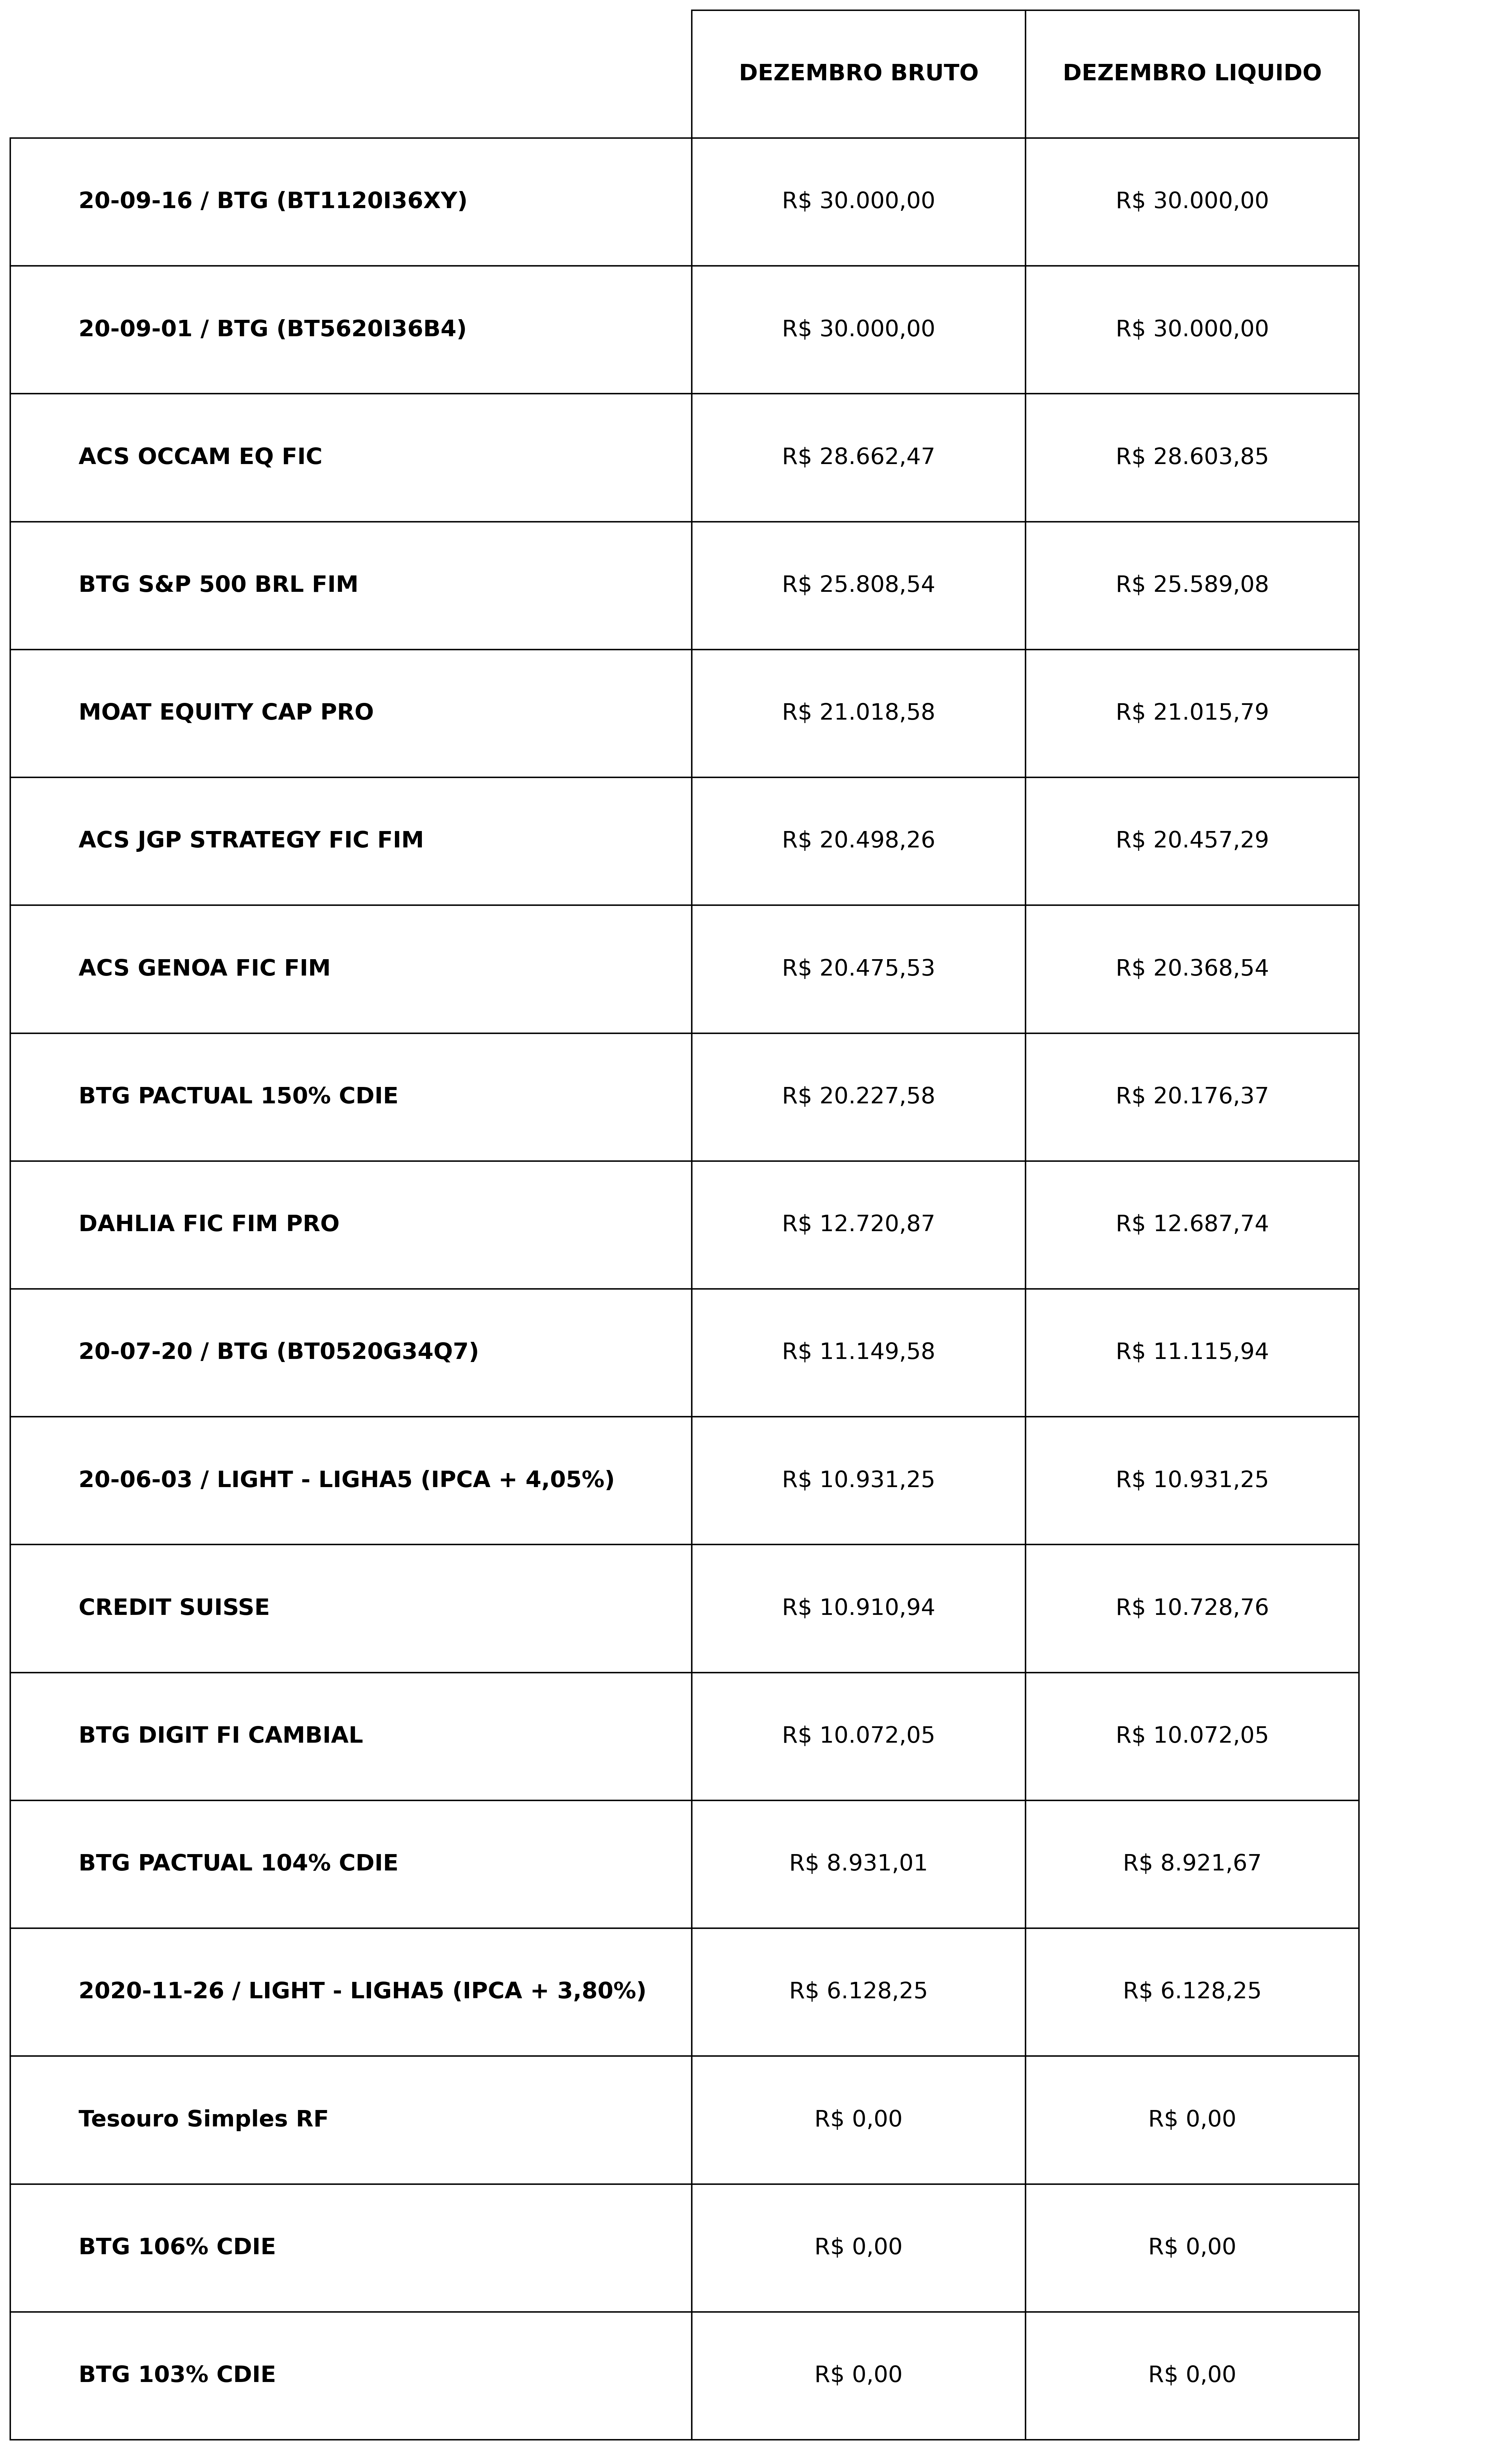 DEZEMBRO BRUTO DEZEMBRO LIQUIDO
20-09-16 / BTG (BT1120I36XY) R$ 30.000,00 R$ 30.000,00
20-09-01 / BTG (BT5620I36B4) R$ 30.000,00 R$ 30.000,00
ACS OCCAM EQ FIC R$ 28.662,47 R$ 28.603,85
BTG S&P 500 BRL FIM R$ 25.808,54 R$ 25.589,08
MOAT EQUITY CAP PRO R$ 21.018,58 R$ 21.015,79
ACS JGP STRATEGY FIC FIM R$ 20.498,26 R$ 20.457,29
ACS GENOA FIC FIM R$ 20.475,53 R$ 20.368,54
BTG PACTUAL 150% CDIE R$ 20.227,58 R$ 20.176,37
DAHLIA FIC FIM PRO R$ 12.720,87 R$ 12.687,74
20-07-20 / BTG (BT0520G34Q7) R$ 11.149,58 R$ 11.115,94
20-06-03 / LIGHT - LIGHA5 (IPCA + 4,05%) R$ 10.931,25 R$ 10.931,25
CREDIT SUISSE R$ 10.910,94 R$ 10.728,76
BTG DIGIT FI CAMBIAL R$ 10.072,05 R$ 10.072,05
BTG PACTUAL 104% CDIE R$ 8.931,01 R$ 8.921,67
2020-11-26 / LIGHT - LIGHA5 (IPCA + 3,80%) R$ 6.128,25 R$ 6.128,25
Tesouro Simples RF R$ 0,00 R$ 0,00
BTG 106% CDIE R$ 0,00 R$ 0,00
BTG 103% CDIE R$ 0,00 R$ 0,00